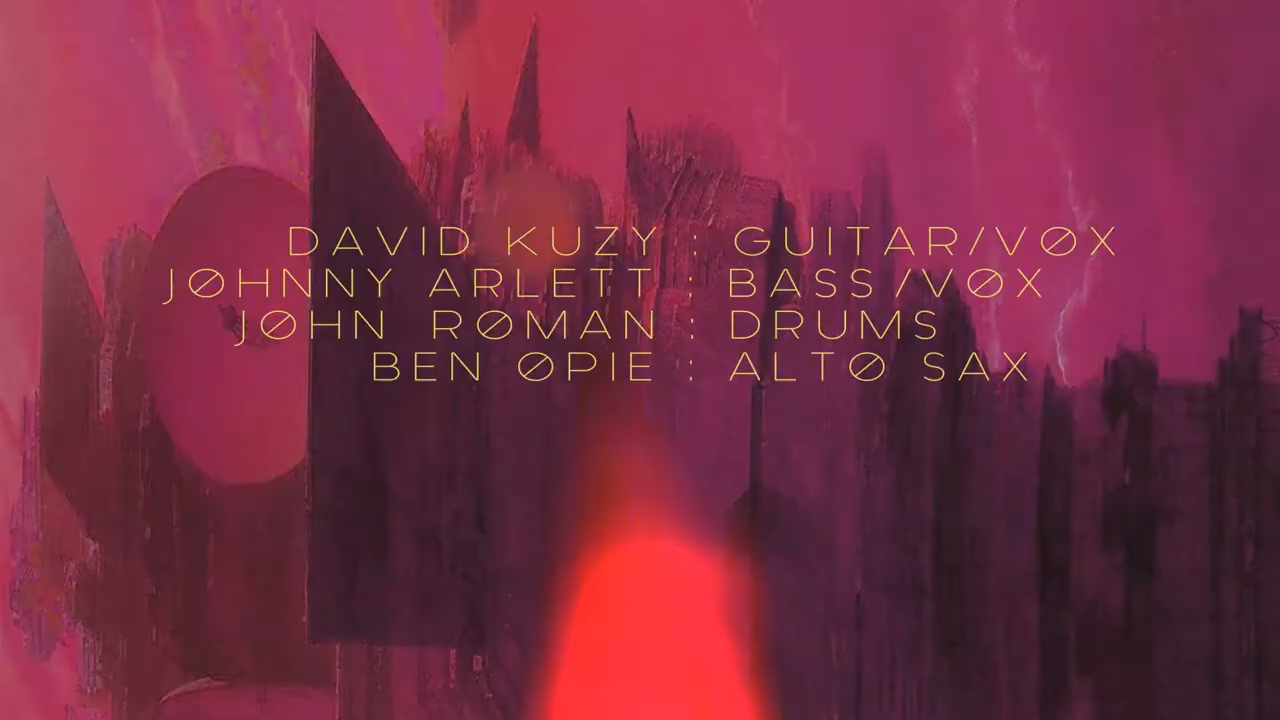 DAVID KUZY : GUITAR/VØX
JØHNNY ARLETT : BASS/VØX
JØHN RØMAN : DRUMS
BEN ØPIE : ALTØ SAX